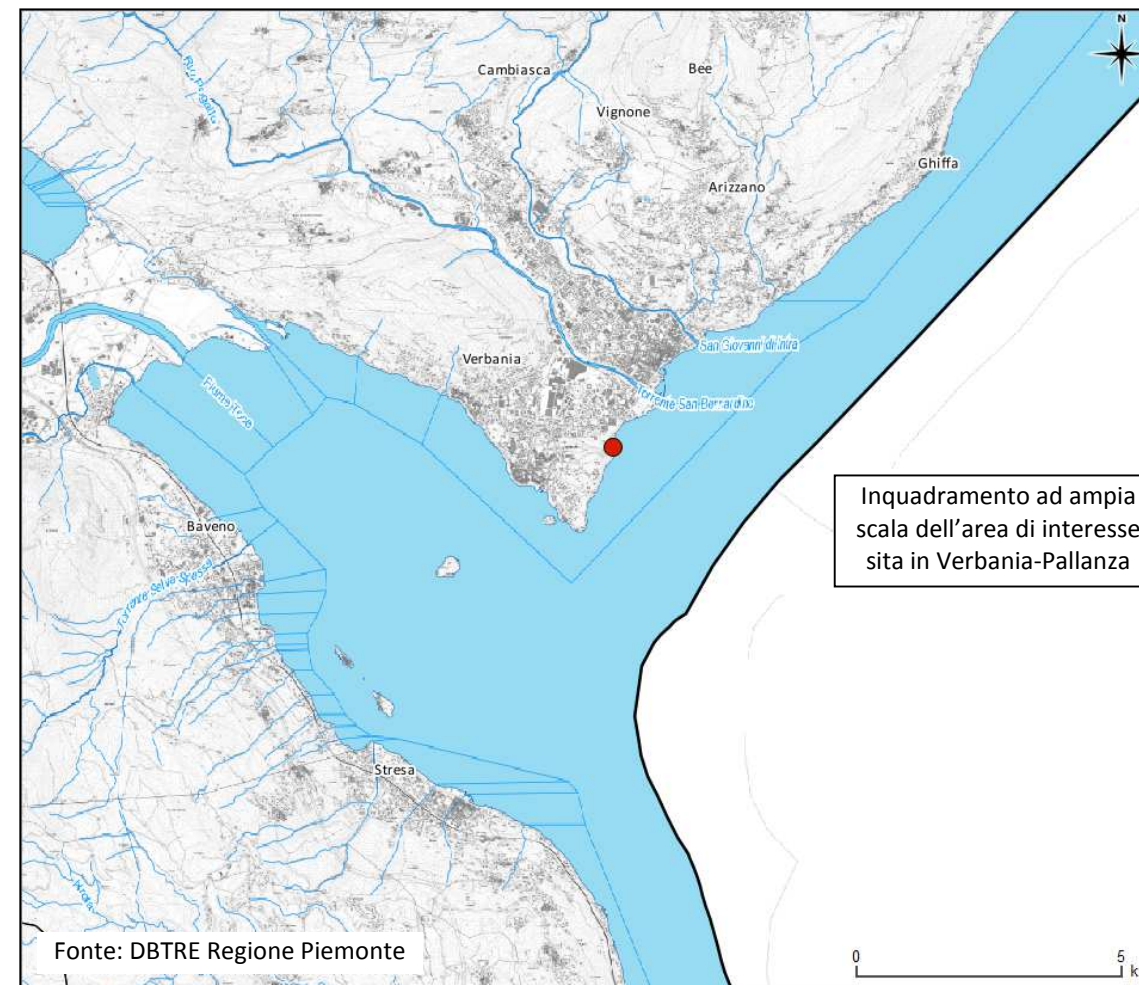 N
Cambiasca
Bee
Vignone
Ghiffa
Arizzano
San Giovanni di Intra
Verbania
Torrente San Bernardino
Fiume Toce
Inquadramento ad ampia
scala dell'area di interesse
sita in Verbania-Pallanza
Baveno
Torrente Selva Spessa
Stresa
Fonte: DBTRE Regione Piemonte
0 5
k